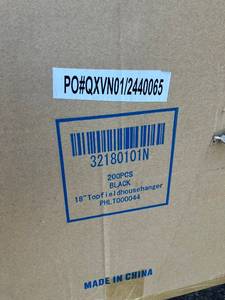 PO#QXVN01/2440065
32180101N
200PCS
BLACK
18"Topfieldhousehanger
PHLT000044
MADE IN CHINA